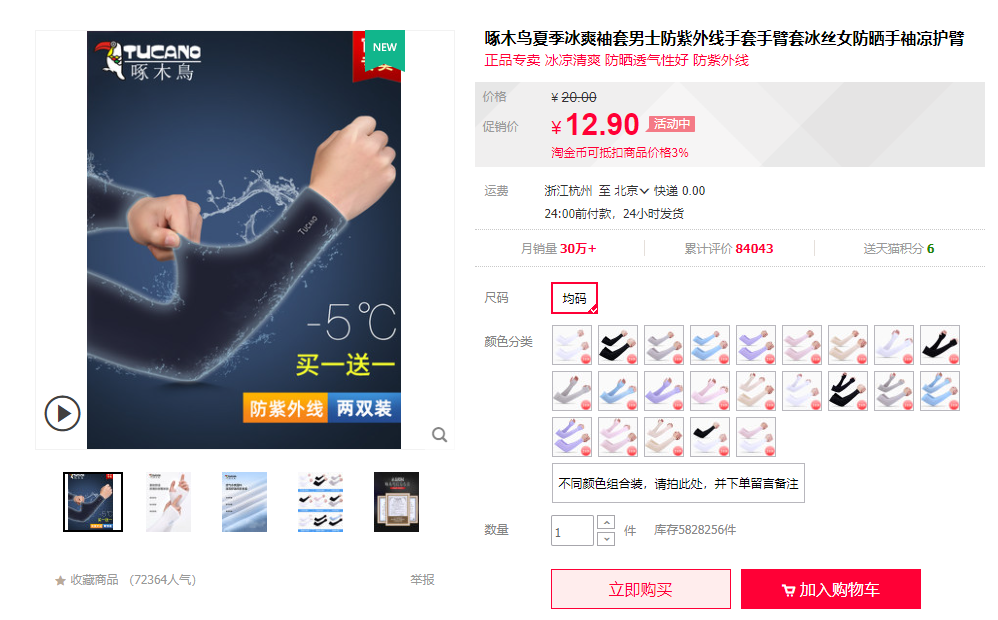 TUCANO
啄木鳥
NEW
TUCANO
-5℃
买一送一
防紫外线 两双装
收藏商品 (72364人气)
举报
啄木鸟夏季冰爽袖套男士防紫外线手套手臂套冰丝女防晒手袖凉护臂
正品专卖 冰凉清爽 防晒透气性好 防紫外线
价格 ¥20.00
促销价 ¥12.90 活动中
淘金币可抵扣商品价格3%
运费 浙江杭州 至 北京 快递 0.00
24:00前付款，24小时发货
月销量 30万+ 累计评价 84043 送天猫积分 6
尺码 均码
颜色分类
不同颜色组合装，请拍此处，并下单留言备注
数量 1 件 库存5828256件
立即购买 加入购物车